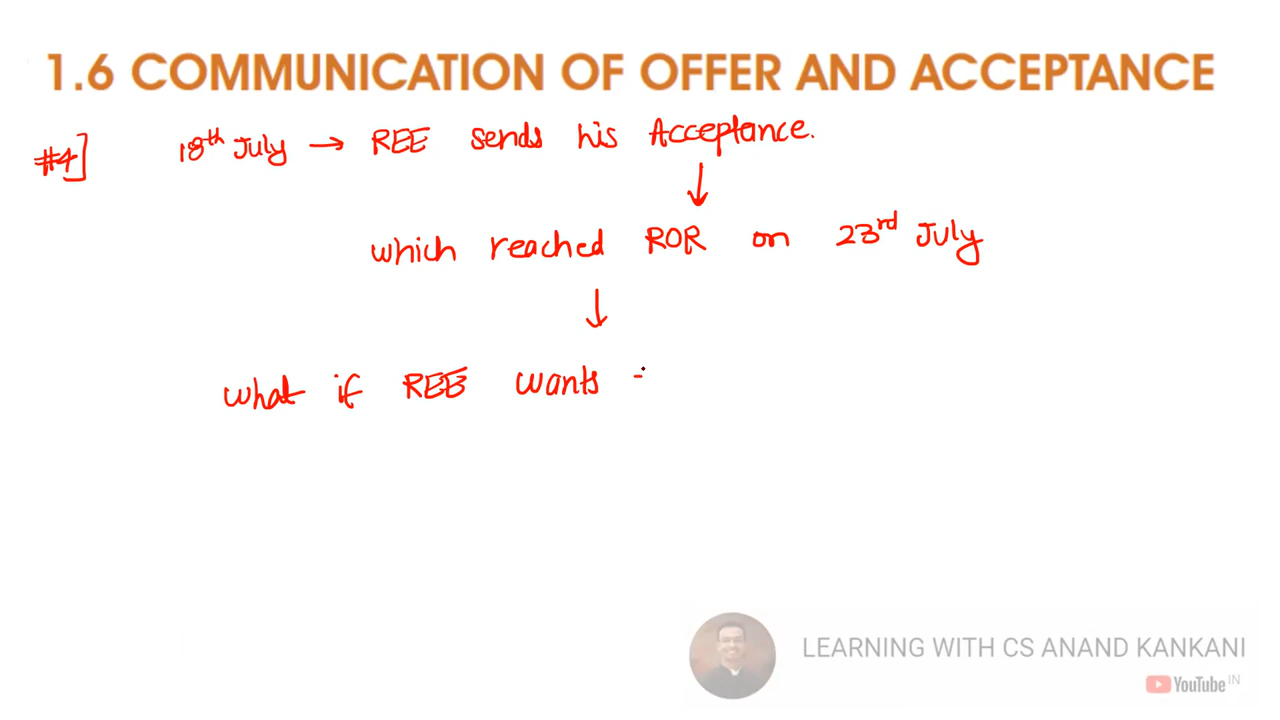 1.6 COMMUNICATION OF OFFER AND ACCEPTANCE
#4] 18th July → REE sends his Acceptance.
↓
which reached ROR on 23rd July
↓
what if REE wants
LEARNING WITH CS ANAND KANKANI
YouTube IN